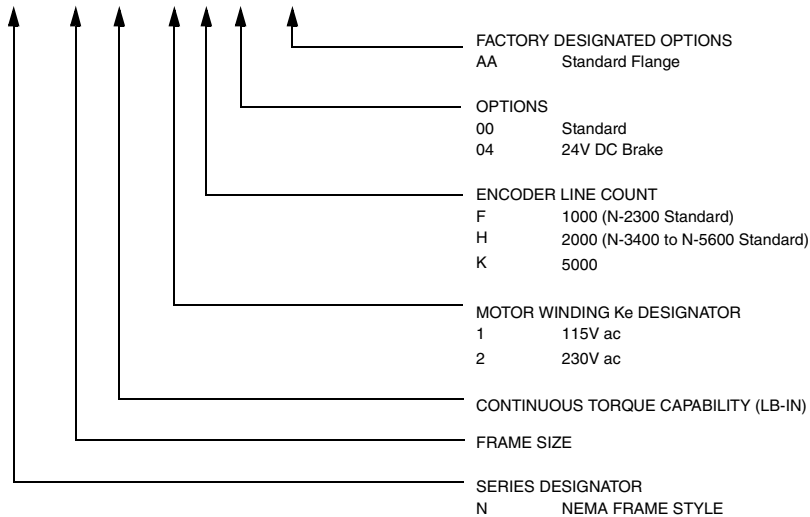 FACTORY DESIGNATED OPTIONS
AA Standard Flange
OPTIONS
00 Standard
04 24V DC Brake
ENCODER LINE COUNT
F 1000 (N-2300 Standard)
H 2000 (N-3400 to N-5600 Standard)
K 5000
MOTOR WINDING Ke DESIGNATOR
1 115V ac
2 230V ac
CONTINUOUS TORQUE CAPABILITY (LB-IN)
FRAME SIZE
SERIES DESIGNATOR
N NEMA FRAME STYLE